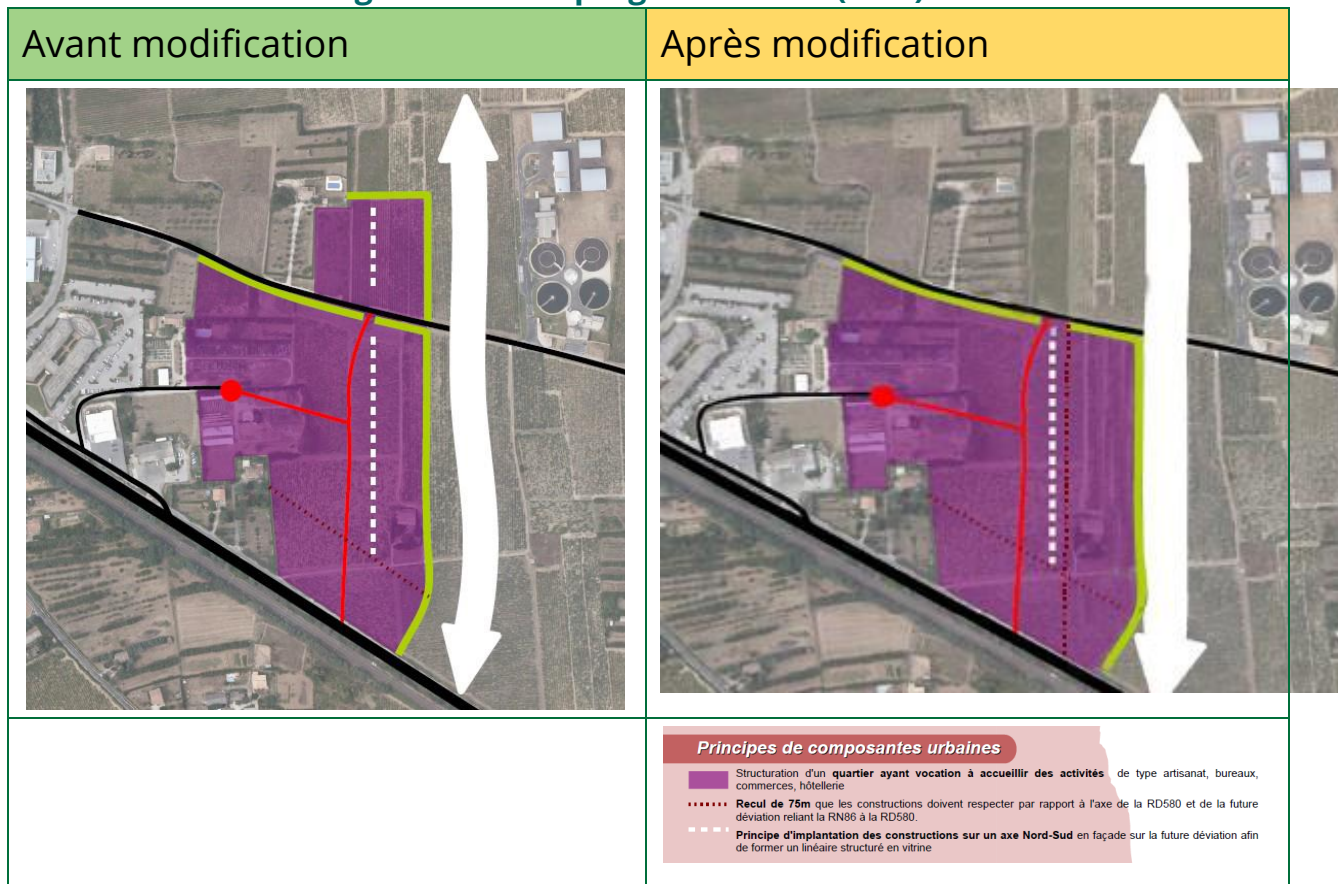 Avant modification
Après modification
Principes de composantes urbaines
Structuration d'un quartier ayant vocation à accueillir des activités de type artisanat, bureaux,
commerces, hôtellerie
Recul de 75m que les constructions doivent respecter par rapport à l'axe de la RD580 et de la future
déviation reliant la RN86 à la RD580.
Principe d'implantation des constructions sur un axe Nord-Sud en façade sur la future déviation afin
de former un linéaire structuré en vitrine